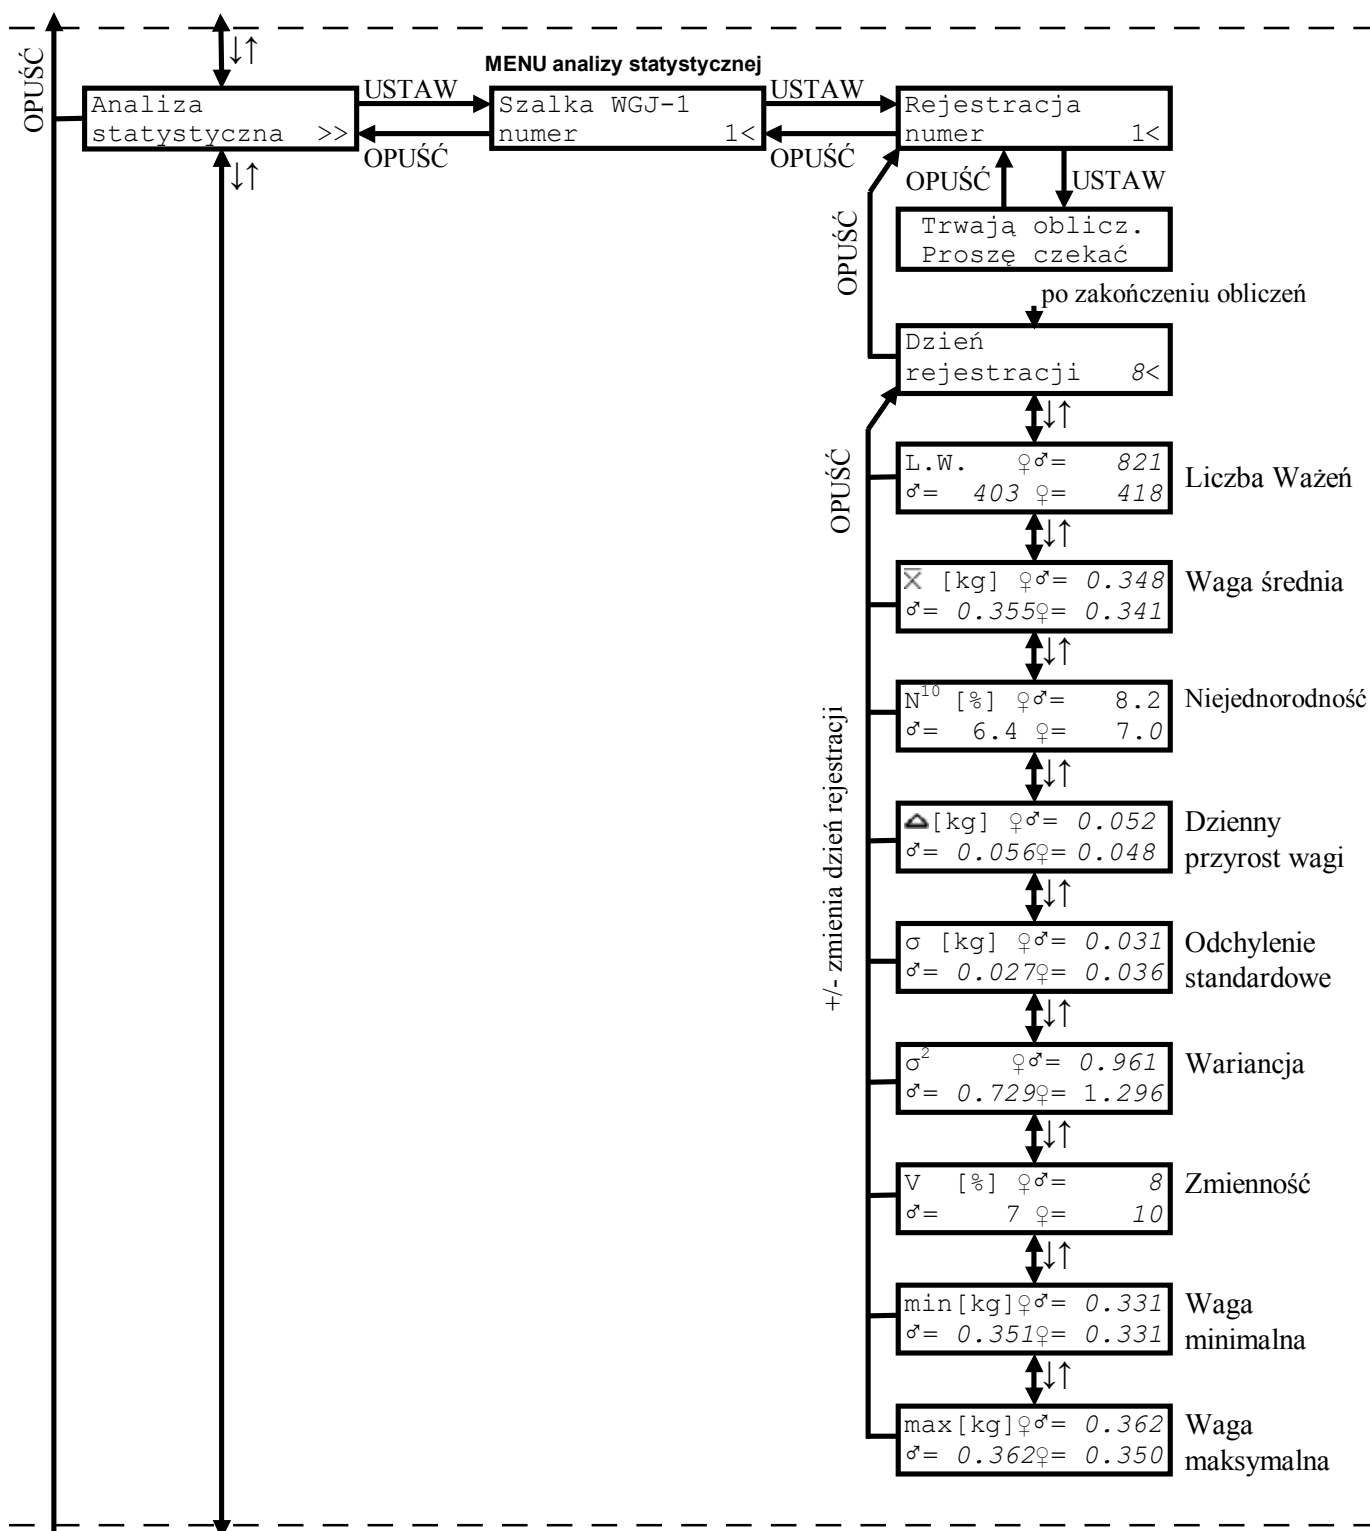 OPUŚĆ
↓↑
MENU analizy statystycznej
Analiza
statystyczna >>
USTAW
OPUŚĆ
Szalka WGJ-1
numer 1<
USTAW
OPUŚĆ
Rejestracja
numer 1<
↓↑
OPUŚĆ
USTAW
Trwają oblicz.
Proszę czekać
po zakończeniu obliczeń
OPUŚĆ
Dzień
rejestracji 8<
↓↑
OPUŚĆ
+/- zmienia dzień rejestracji
L.W. ♀♂= 821
♂= 403 ♀= 418
Liczba Ważeń
↓↑
x̅ [kg] ♀♂= 0.348
♂= 0.355♀= 0.341
Waga średnia
↓↑
N¹⁰ [%] ♀♂= 8.2
♂= 6.4 ♀= 7.0
Niejednorodność
↓↑
△[kg] ♀♂= 0.052
♂= 0.056♀= 0.048
Dzienny
przyrost wagi
↓↑
σ [kg] ♀♂= 0.031
♂= 0.027♀= 0.036
Odchylenie
standardowe
↓↑
σ² ♀♂= 0.961
♂= 0.729♀= 1.296
Wariancja
↓↑
V [%] ♀♂= 8
♂= 7 ♀= 10
Zmienność
↓↑
min[kg]♀♂= 0.331
♂= 0.351♀= 0.331
Waga
minimalna
↓↑
max[kg]♀♂= 0.362
♂= 0.362♀= 0.350
Waga
maksymalna